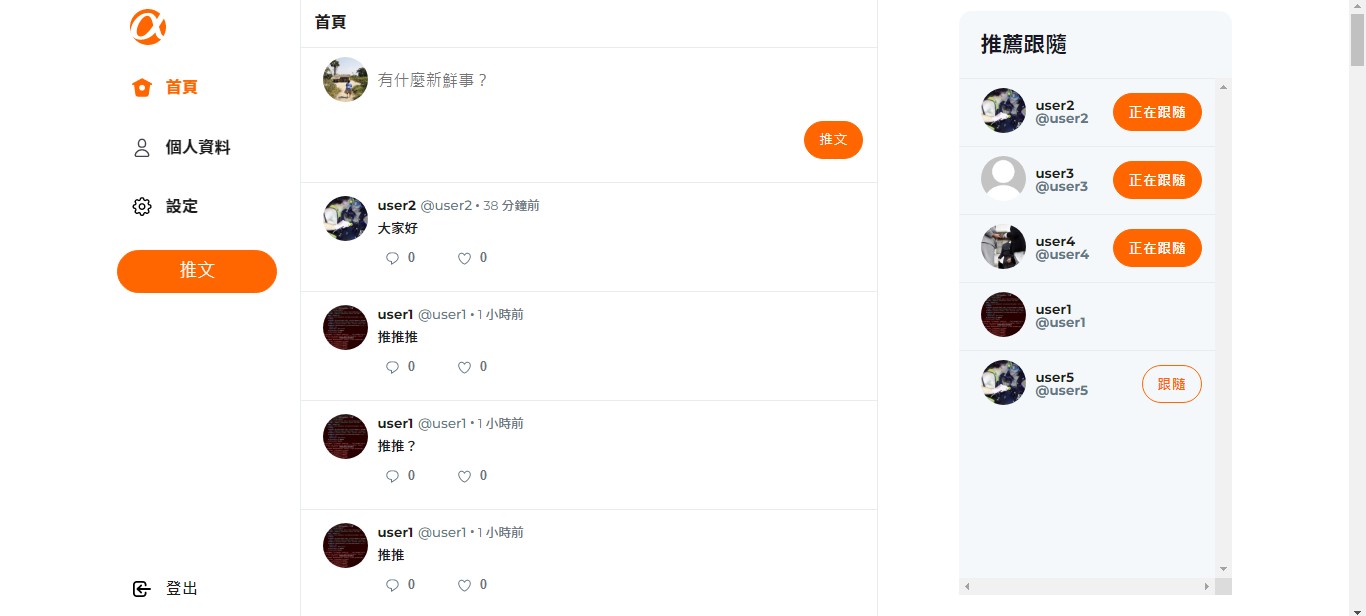 首頁
個人資料
設定
推文
登出
首頁
有什麼新鮮事？
推文
user2 @user2 • 38 分鐘前
大家好
0 0
user1 @user1 • 1 小時前
推推推
0 0
user1 @user1 • 1 小時前
推推？
0 0
user1 @user1 • 1 小時前
推推
0 0
推薦跟隨
user2
@user2
正在跟隨
user3
@user3
正在跟隨
user4
@user4
正在跟隨
user1
@user1
user5
@user5
跟隨